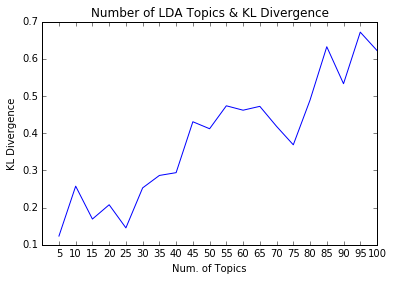 Number of LDA Topics & KL Divergence
0.7
0.6
0.5
0.4
0.3
0.2
0.1
KL Divergence
5 10 15 20 25 30 35 40 45 50 55 60 65 70 75 80 85 90 95 100
Num. of Topics